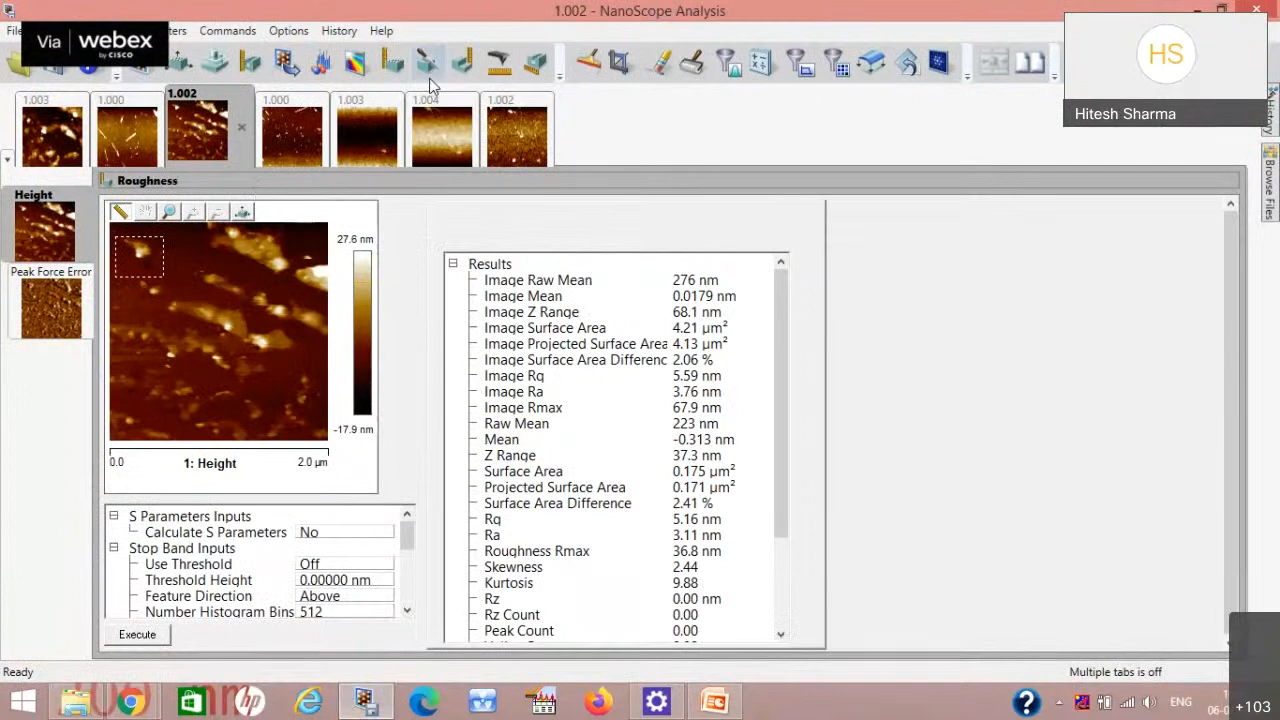 1.002 - NanoScope Analysis
Commands Options History Help
Via webex
by CISCO
HS
Hitesh Sharma
1.003 1.000 1.002 1.000 1.003 1.004 1.002
History
Browse Files
Height
Peak Force Error
Roughness
27.6 nm
-17.9 nm
0.0 1: Height 2.0 µm
Results
Image Raw Mean 276 nm
Image Mean 0.0179 nm
Image Z Range 68.1 nm
Image Surface Area 4.21 µm²
Image Projected Surface Area 4.13 µm²
Image Surface Area Differenc 2.06 %
Image Rq 5.59 nm
Image Ra 3.76 nm
Image Rmax 67.9 nm
Raw Mean 223 nm
Mean -0.313 nm
Z Range 37.3 nm
Surface Area 0.175 µm²
Projected Surface Area 0.171 µm²
Surface Area Difference 2.41 %
Rq 5.16 nm
Ra 3.11 nm
Roughness Rmax 36.8 nm
Skewness 2.44
Kurtosis 9.88
Rz 0.00 nm
Rz Count 0.00
Peak Count 0.00
S Parameters Inputs
Calculate S Parameters No
Stop Band Inputs
Use Threshold Off
Threshold Height 0.00000 nm
Feature Direction Above
Number Histogram Bins 512
Execute
Ready
Multiple tabs is off
ENG
+103